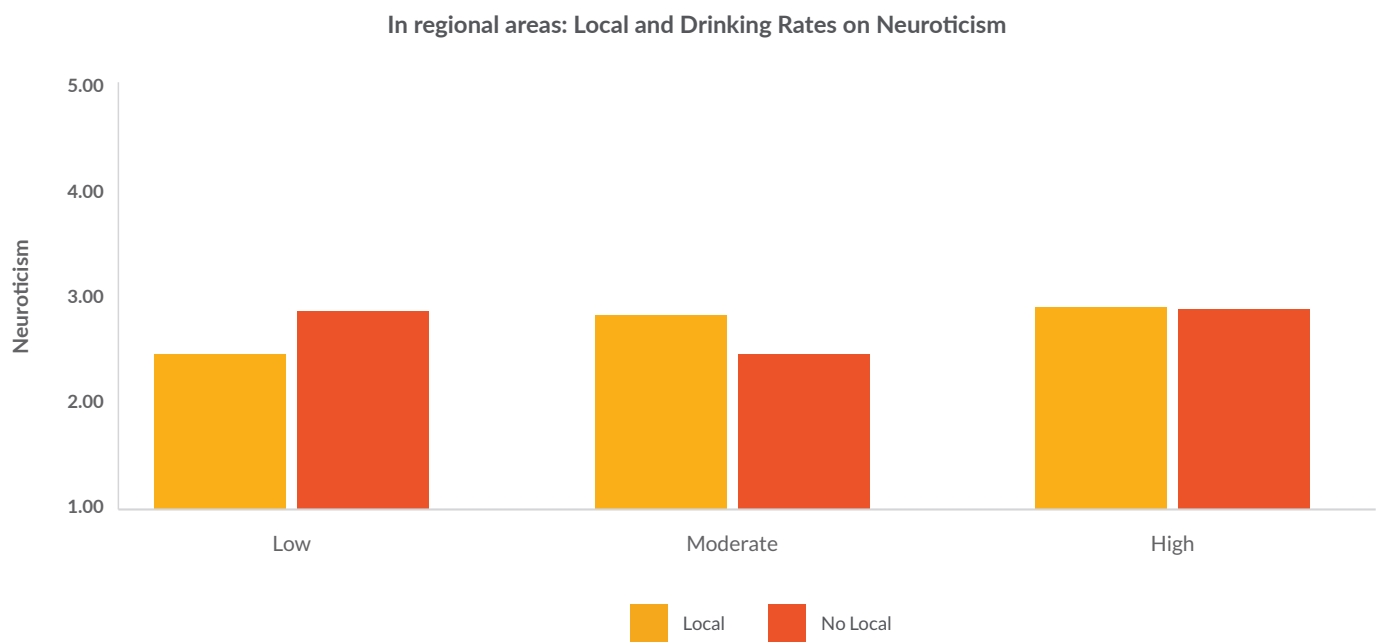 In regional areas: Local and Drinking Rates on Neuroticism
5.00
4.00
3.00
2.00
1.00
Neuroticism
Low
Moderate
High
Local
No Local